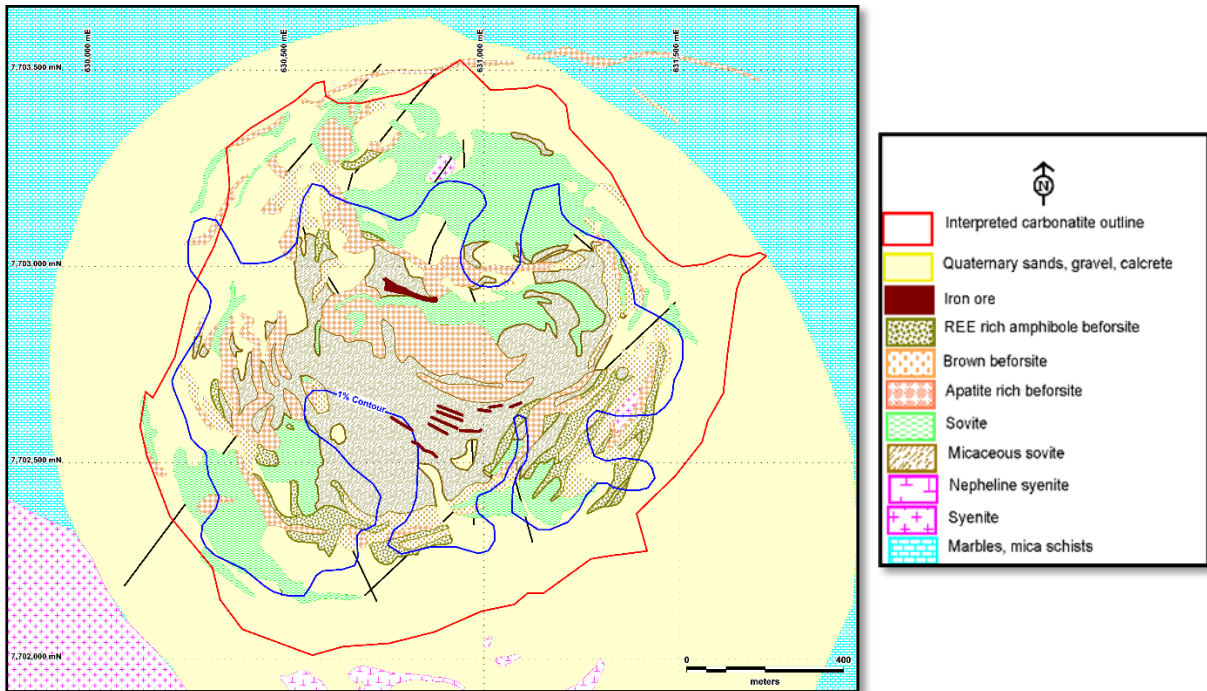 630,000 mE
630,500 mE
631,000 mE
631,500 mE
7,703,500 mN
7,703,000 mN
1% Contour
7,702,500 mN
7,702,000 mN
0
400
meters
N
Interpreted carbonatite outline
Quaternary sands, gravel, calcrete
Iron ore
REE rich amphibole beforsite
Brown beforsite
Apatite rich beforsite
Sovite
Micaceous sovite
Nepheline syenite
Syenite
Marbles, mica schists